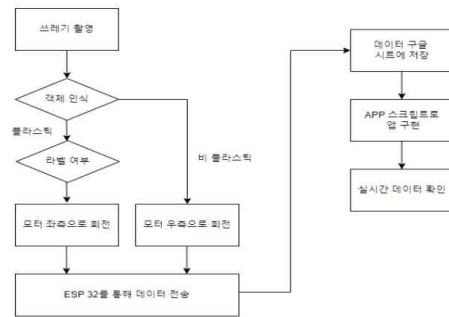 쓰레기 촬영
객체 인식
플라스틱
라벨 여부
비 플라스틱
모터 좌측으로 회전
모터 우측으로 회전
ESP 32를 통해 데이터 전송
데이터 구글
시트에 저장
APP 스크립트로
앱 구현
실시간 데이터 확인